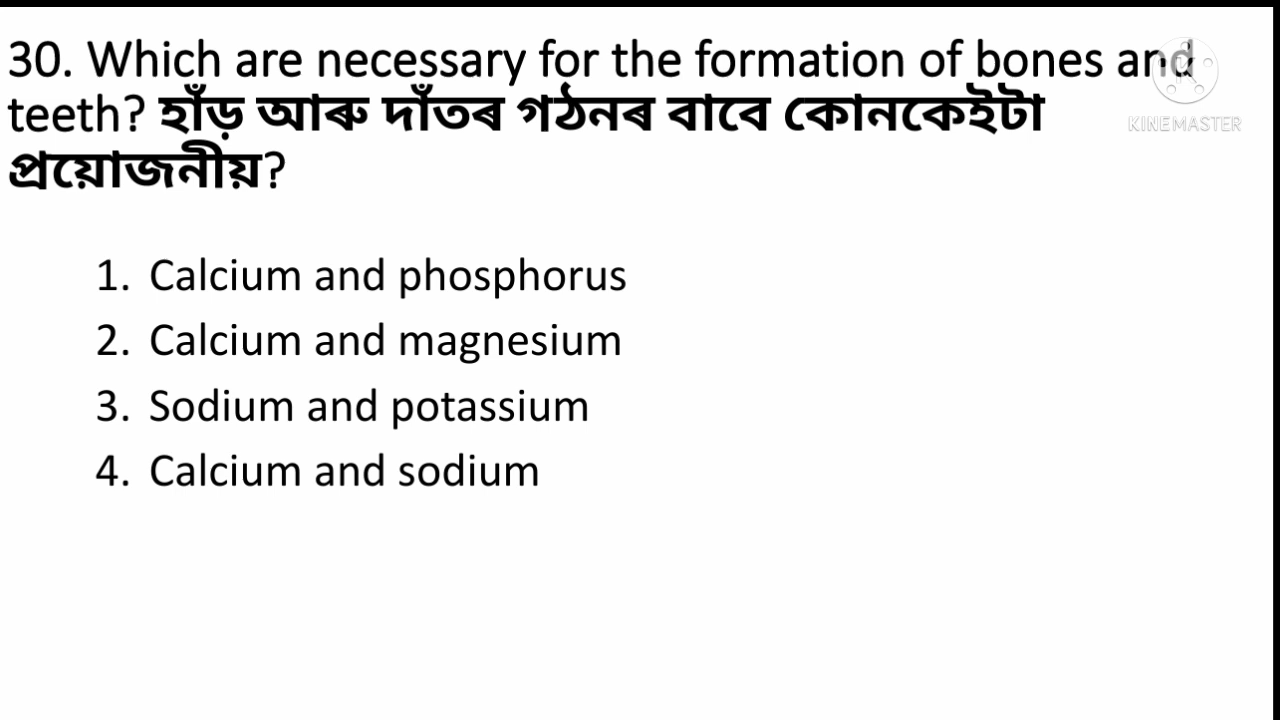 30. Which are necessary for the formation of bones and
teeth? হাঁড় আৰু দাঁতৰ গঠনৰ বাবে কোনকেইটা
প্ৰয়োজনীয়?
KINEMASTER
1. Calcium and phosphorus
2. Calcium and magnesium
3. Sodium and potassium
4. Calcium and sodium